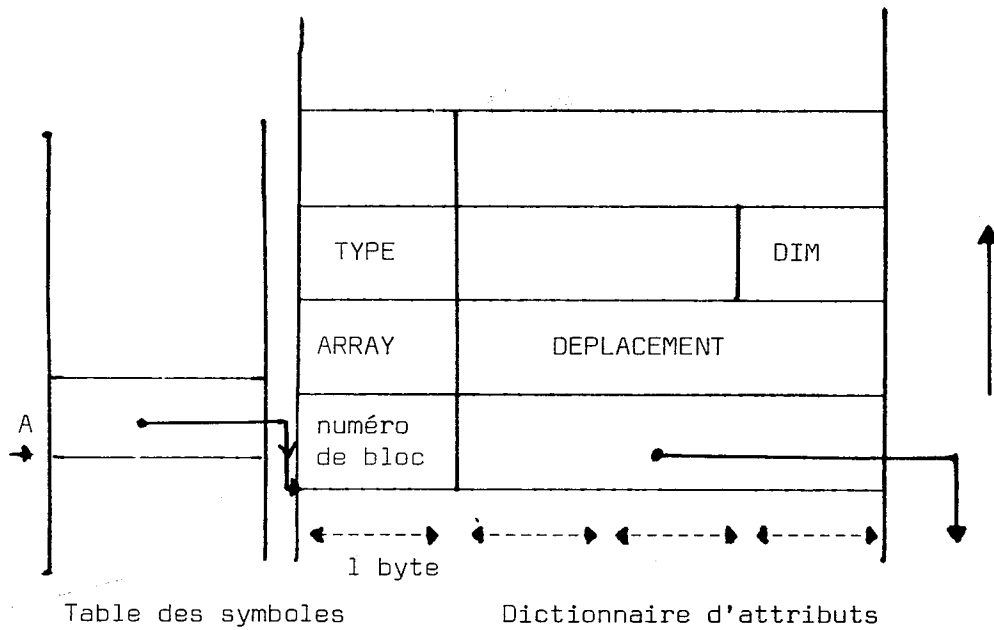 TYPE DIM
ARRAY DEPLACEMENT
A
numéro
de bloc
1 byte
Table des symboles Dictionnaire d'attributs